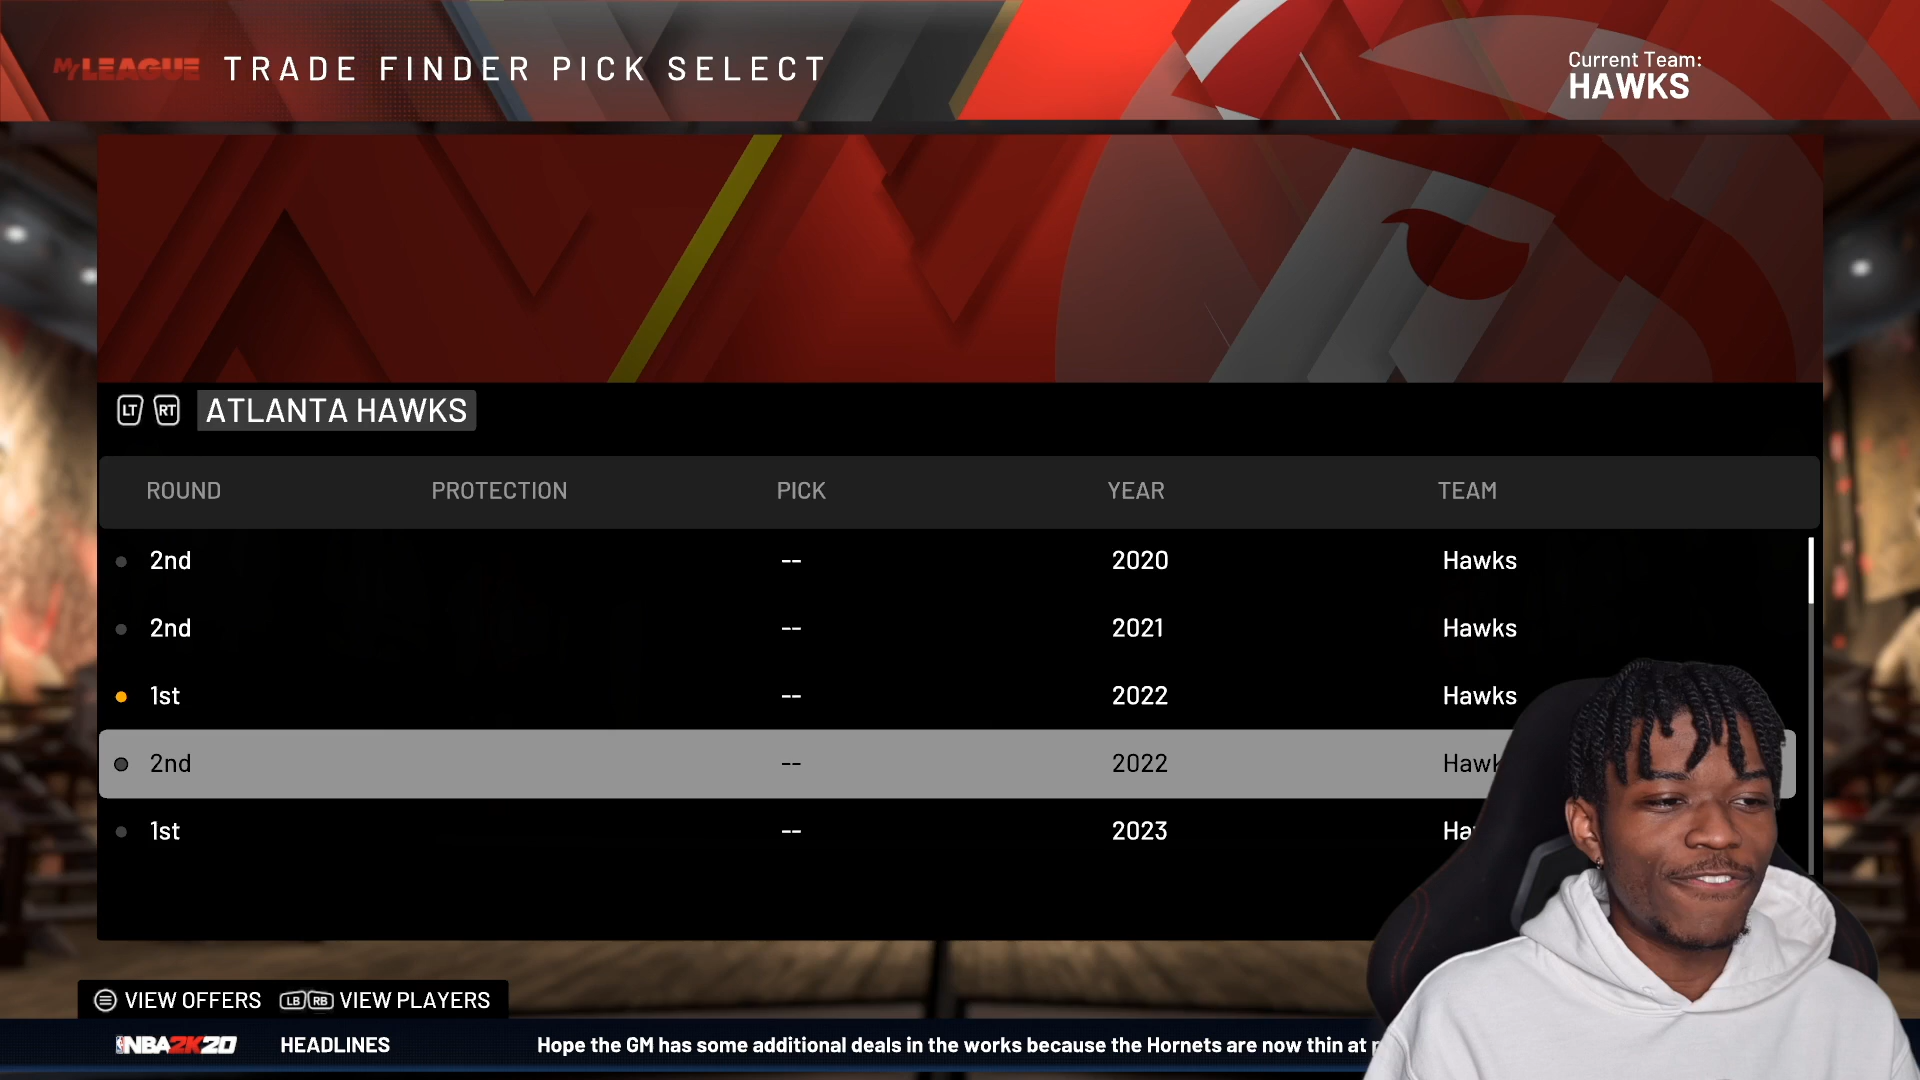 MyLEAGUE TRADE FINDER PICK SELECT
Current Team:
HAWKS
LT RT ATLANTA HAWKS
ROUND PROTECTION PICK YEAR TEAM
2nd -- 2020 Hawks
2nd -- 2021 Hawks
1st -- 2022 Hawks
2nd -- 2022 Hawk
1st -- 2023 Ha
VIEW OFFERS LB RB VIEW PLAYERS
NBA2K20 HEADLINES Hope the GM has some additional deals in the works because the Hornets are now thin at